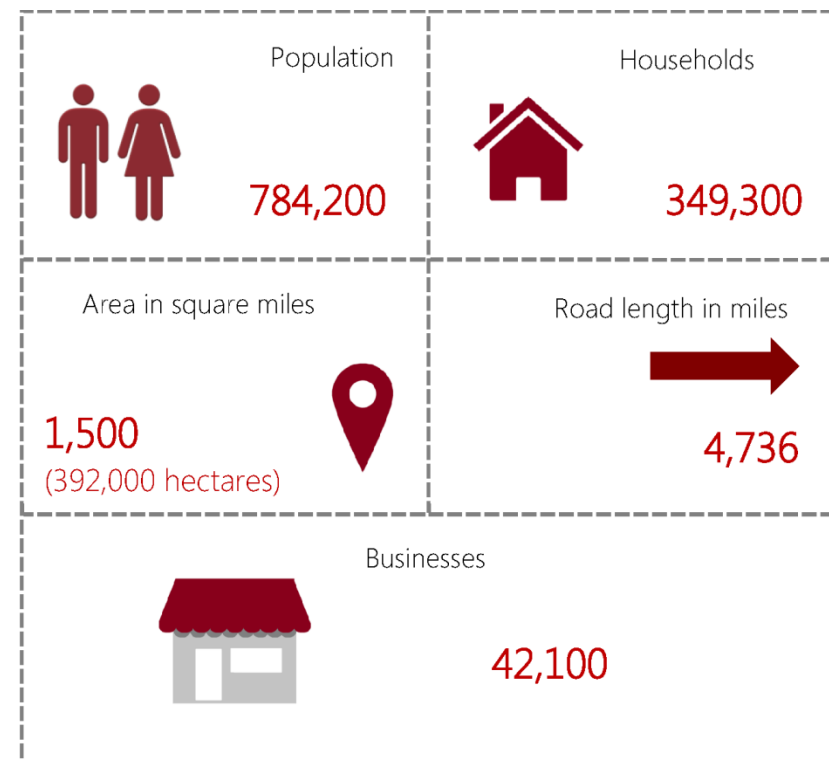 Population
784,200
Households
349,300
Area in square miles
1,500
(392,000 hectares)
Road length in miles
4,736
Businesses
42,100